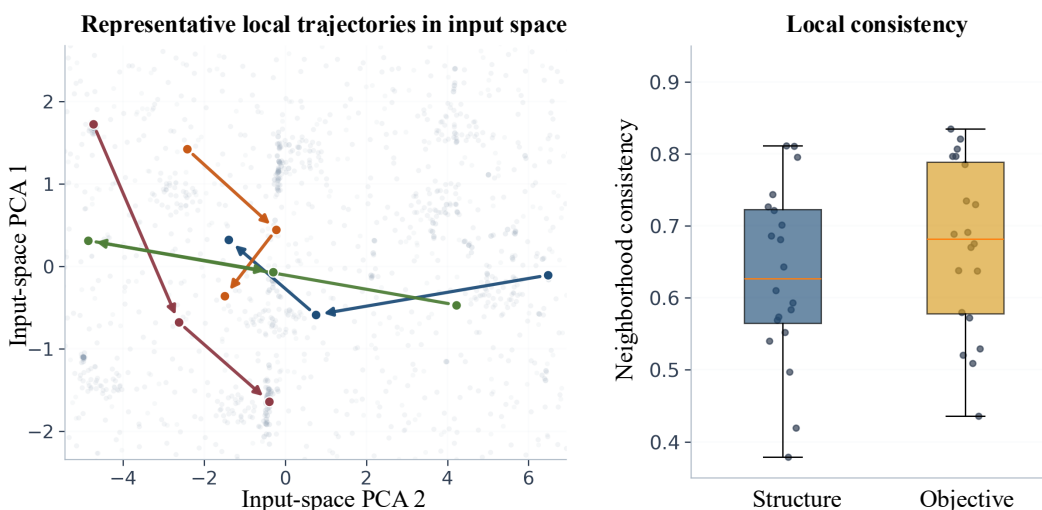 Representative local trajectories in input space
Input-space PCA 1
2
1
0
−1
−2
−4
−2
0
2
4
6
Input-space PCA 2
Local consistency
Neighborhood consistency
0.9
0.8
0.7
0.6
0.5
0.4
Structure
Objective